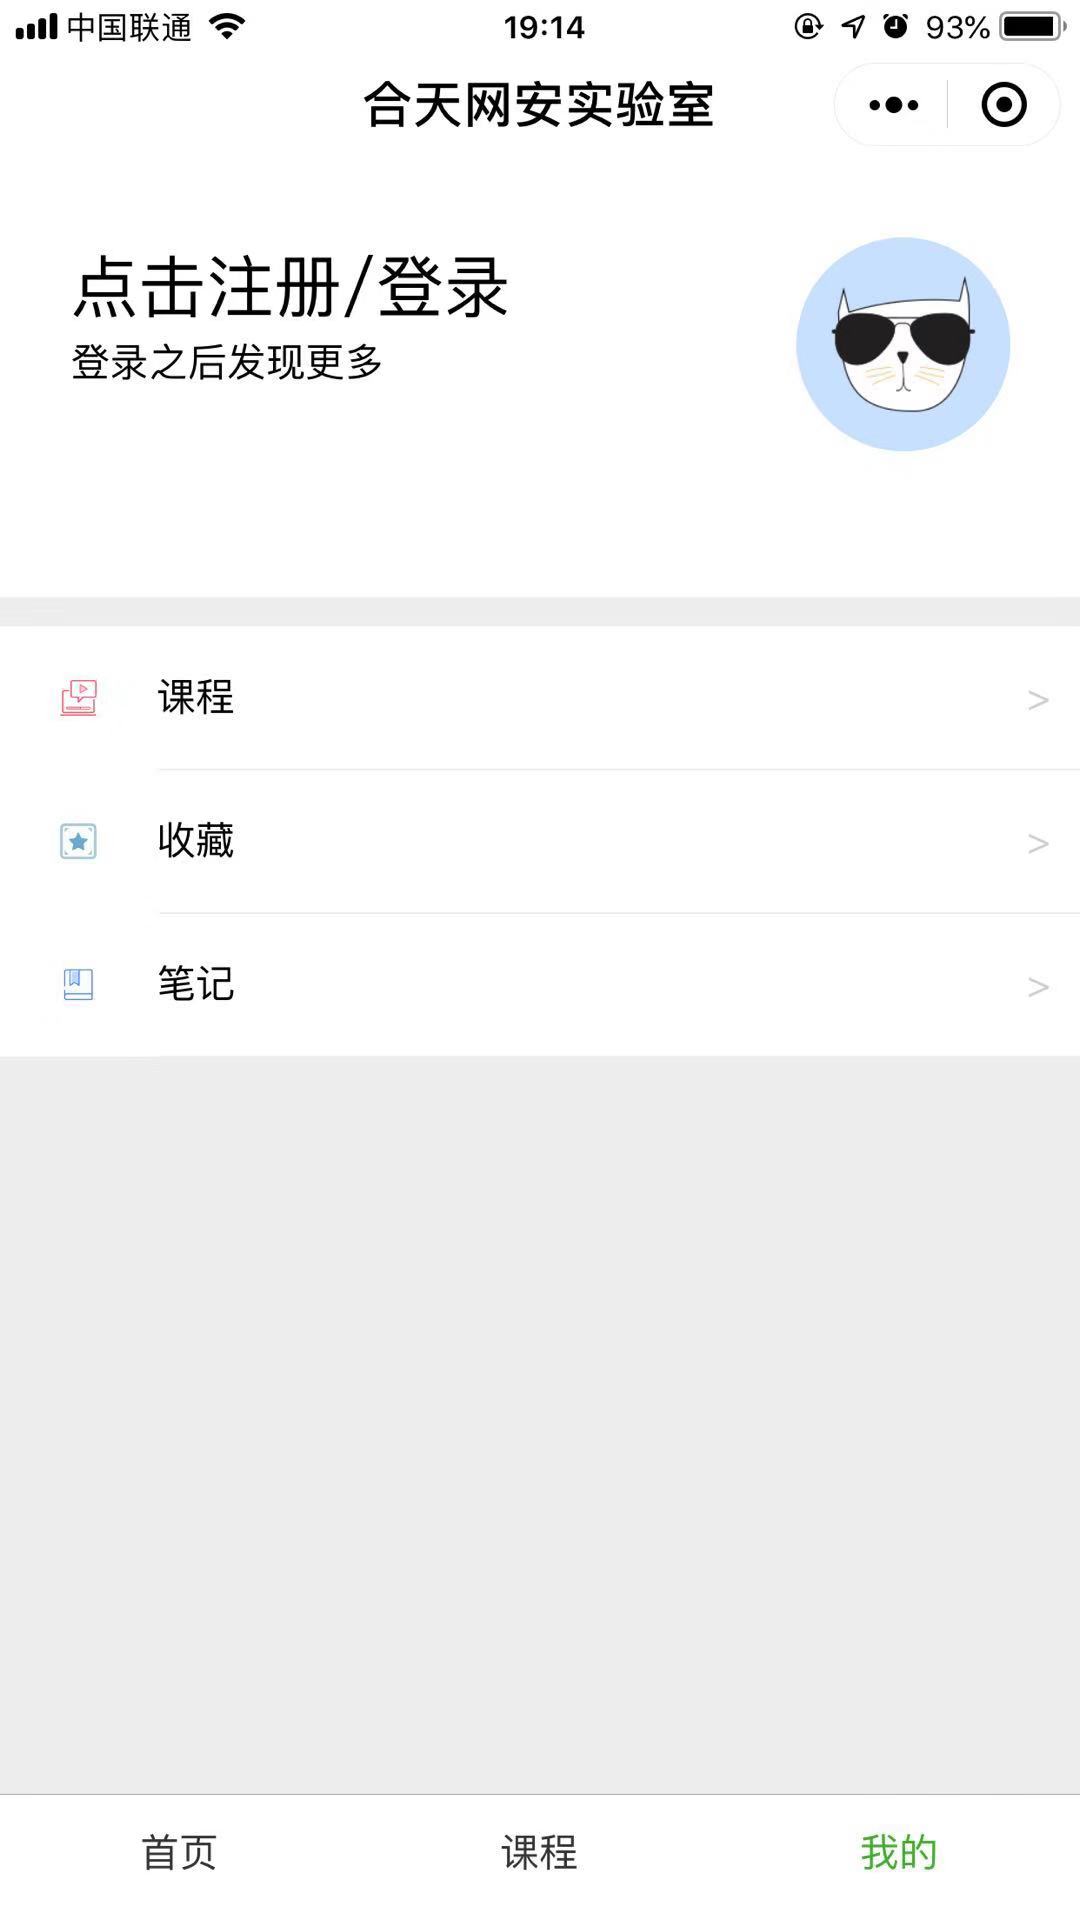 中国联通
19:14
93%
合天网安实验室
点击注册/登录
登录之后发现更多
课程
>
收藏
>
笔记
>
首页
课程
我的